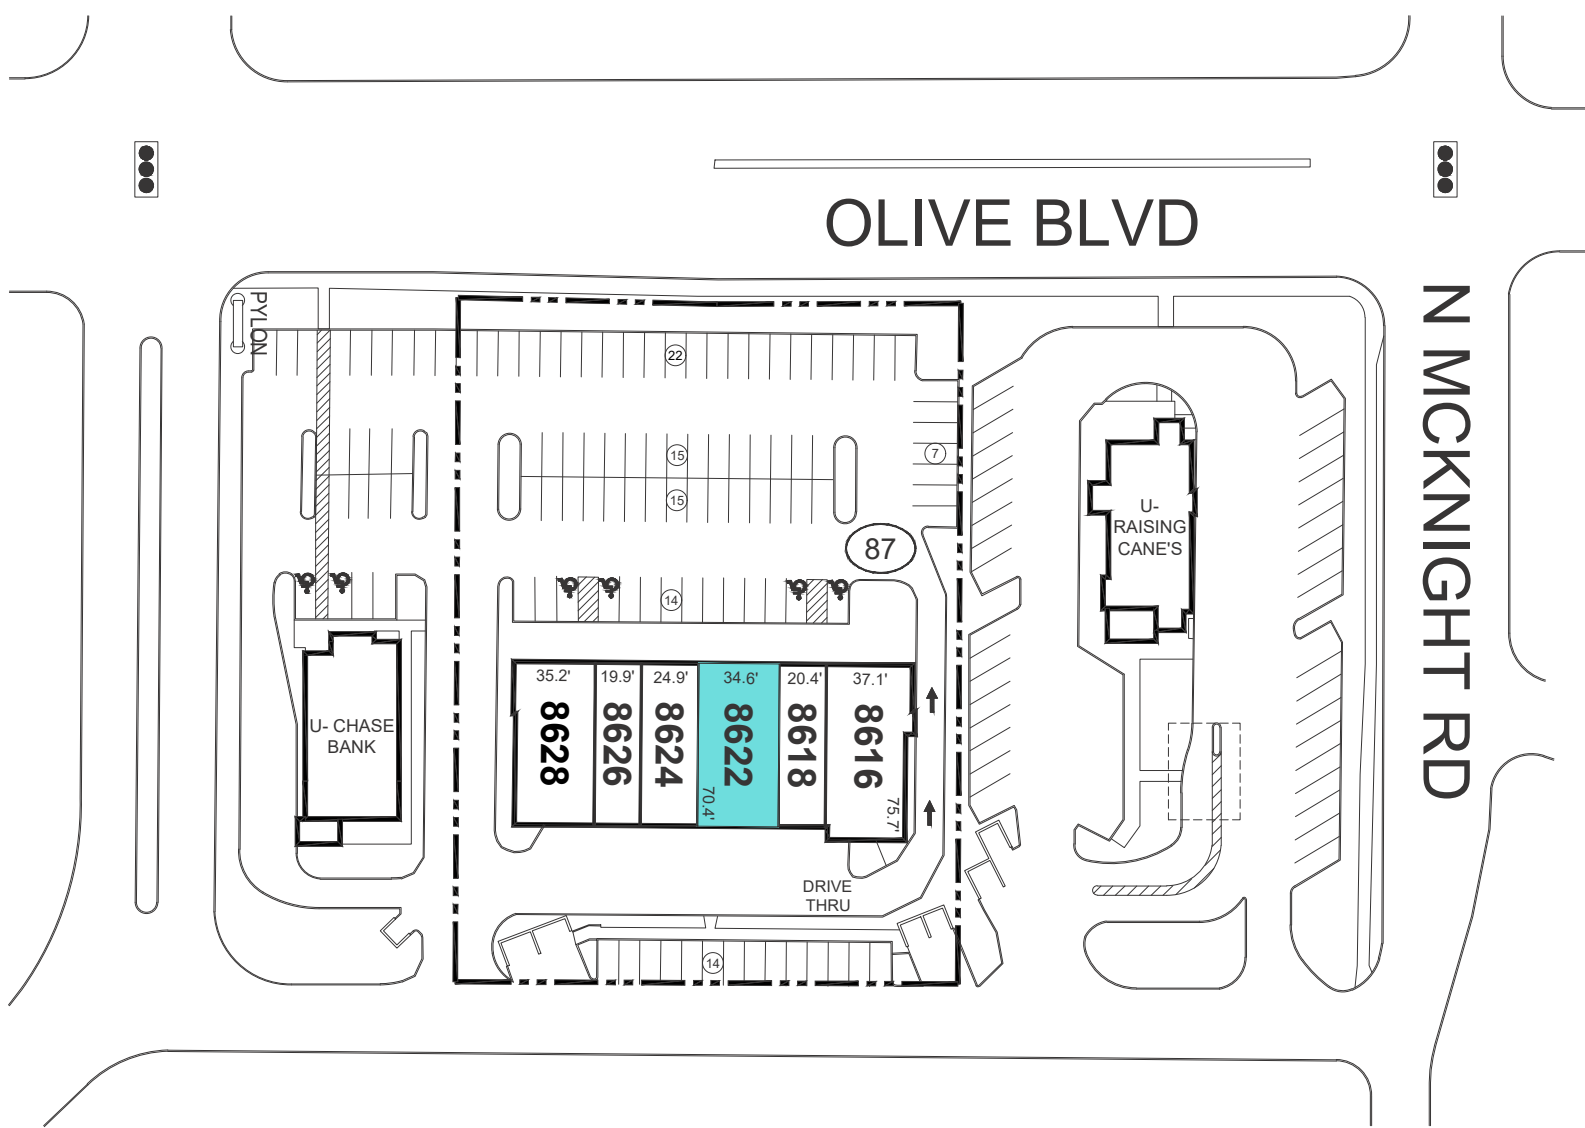 OLIVE BLVD
N MCKNIGHT RD
PYLON
22
15
15
7
87
14
U-
RAISING
CANE'S
U- CHASE
BANK
35.2'
19.9'
24.9'
34.6'
20.4'
37.1'
8628
8626
8624
8622
8618
8616
70.4'
75.7'
DRIVE
THRU
14